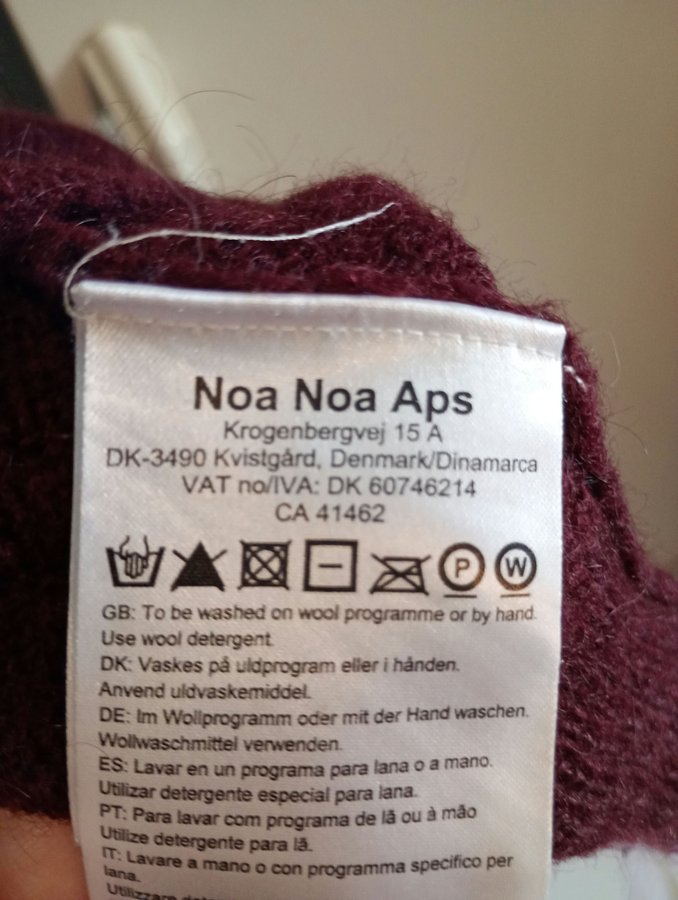 Noa Noa Aps
Krogenbergvej 15 A
DK-3490 Kvistgård, Denmark/Dinamarca
VAT no/IVA: DK 60746214
CA 41462
P W
GB: To be washed on wool programme or by hand.
Use wool detergent.
DK: Vaskes på uldprogram eller i hånden.
Anvend uldvaskemiddel.
DE: Im Wollprogramm oder mit der Hand waschen.
Wollwaschmittel verwenden.
ES: Lavar en un programa para lana o a mano.
Utilizar detergente especial para lana.
PT: Para lavar com programa de lã ou à mão
Utilize detergente para lã.
IT: Lavare a mano o con programma specifico per
lana.
Utilizzare